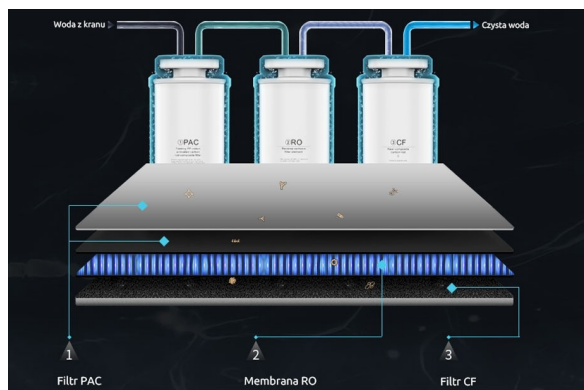 Woda z kranu
Czysta woda
①PAC
②RO
③CF
1
2
3
Filtr PAC
Membrana RO
Filtr CF